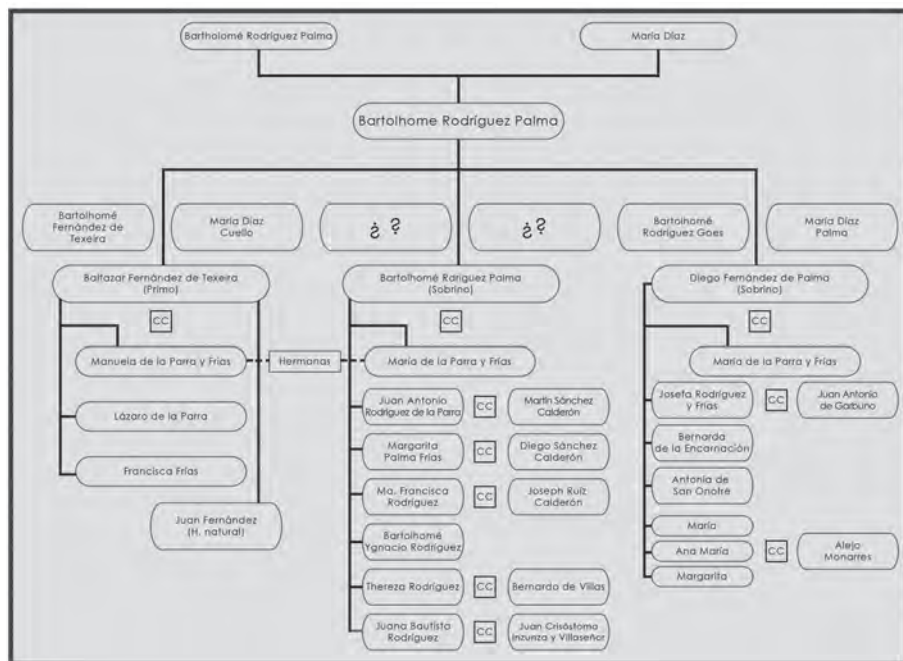 Bartholomé Rodríguez Palma
María Díaz
Bartolhome Rodríguez Palma
Bartolhomé
Fernández de
Texeira
María Díaz
Cuello
¿ ?
¿ ?
Bartolhomé
Rodríguez Goes
María Díaz
Palma
Baltazar Fernández de Texeira
(Primo)
Bartolhomé Rdriguez Palma
(Sobrino)
Diego Fernández de Palma
(Sobrino)
CC
CC
CC
Manuela de la Parra y Frías
Hermanas
María de la Parra y Frías
María de la Parra y Frías
Lázaro de la Parra
Francisca Frías
Juan Fernández
(H. natural)
Juan Antonio
Rodríguez de la Parra
CC
Martín Sánchez
Calderón
Margarita
Palma Frías
CC
Diego Sánchez
Calderón
Ma. Francisca
Rodríguez
CC
Joseph Ruíz
Calderón
Bartolhomé
Ygnacio Rodríguez
Thereza Rodríguez
CC
Bernardo de Villas
Juana Bautista
Rodríguez
CC
Juan Crisóstomo
Inzunza y Villaseñor
Josefa Rodríguez
y Frías
CC
Juan Antonio
de Garbuno
Bernarda
de la Encarnación
Antonia de
San Onofre
María
Ana María
CC
Alejo
Monarres
Margarita